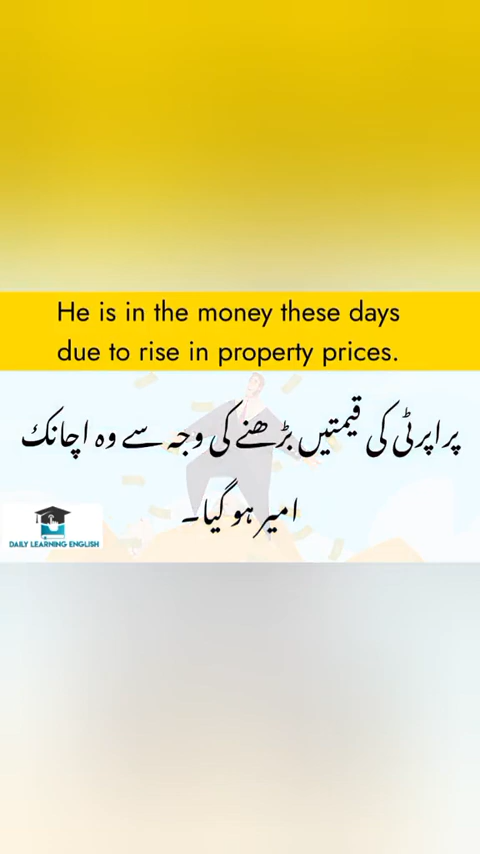 He is in the money these days
due to rise in property prices.
پراپرٹی کی قیمتیں بڑھنے کی وجہ سے وہ اچانک
امیر ہو گیا۔
DAILY LEARNING ENGLISH